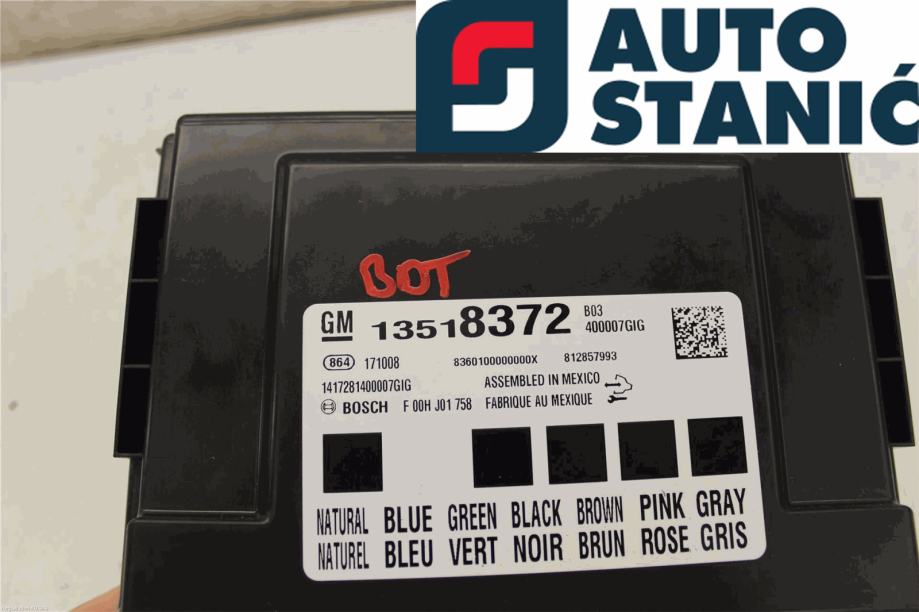 AUTO
STANIĆ
BOT
GM 13518372 B03
400007GIG
864 171008 8360100000000X 812857993
1417281400007GIG ASSEMBLED IN MEXICO
BOSCH F 00H J01 758 FABRIQUE AU MEXIQUE
NATURAL BLUE GREEN BLACK BROWN PINK GRAY
NATUREL BLEU VERT NOIR BRUN ROSE GRIS